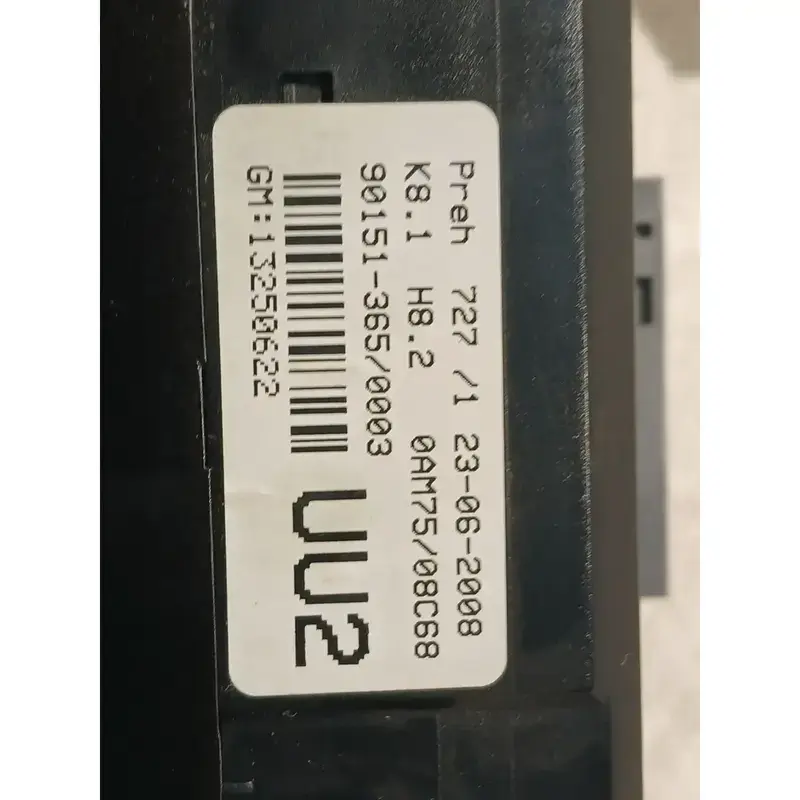 Preh 727 /1 23-06-2008
K8.1 H8.2 0AM75/08C68
90151-365/0003
GM:13250622
UU2